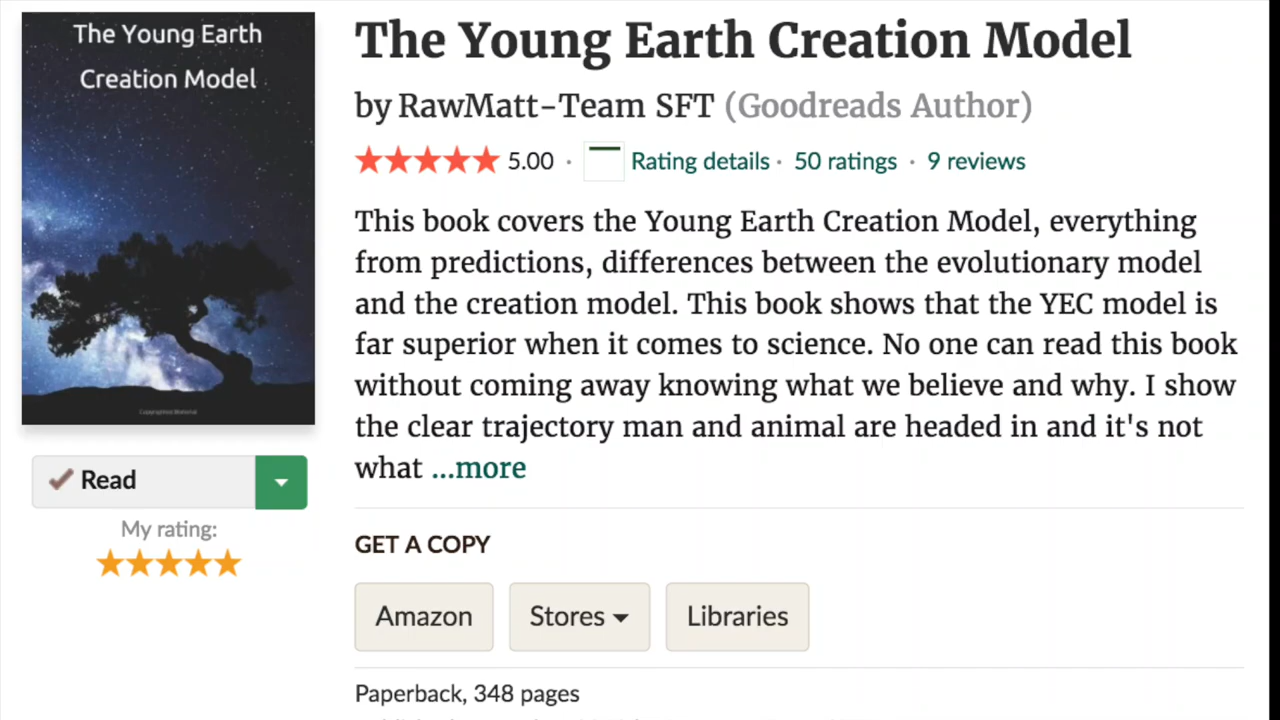 The Young Earth
Creation Model
Copyrighted Material
Read
My rating:
The Young Earth Creation Model
by RawMatt-Team SFT (Goodreads Author)
5.00 · Rating details · 50 ratings · 9 reviews
This book covers the Young Earth Creation Model, everything
from predictions, differences between the evolutionary model
and the creation model. This book shows that the YEC model is
far superior when it comes to science. No one can read this book
without coming away knowing what we believe and why. I show
the clear trajectory man and animal are headed in and it's not
what ...more
GET A COPY
Amazon
Stores
Libraries
Paperback, 348 pages